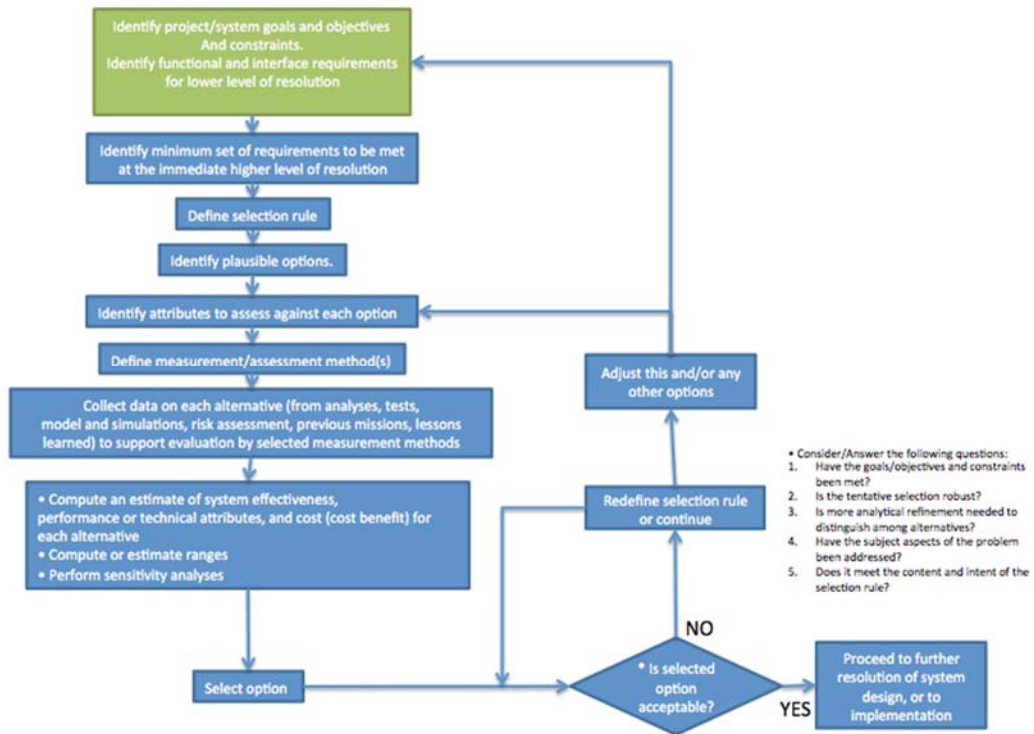 Identify project/system goals and objectives
And constraints.
Identify functional and interface requirements
for lower level of resolution
Identify minimum set of requirements to be met
at the immediate higher level of resolution
Define selection rule
Identify plausible options.
Identify attributes to assess against each option
Define measurement/assessment method(s)
Collect data on each alternative (from analyses, tests,
model and simulations, risk assessment, previous missions, lessons
learned) to support evaluation by selected measurement methods
• Compute an estimate of system effectiveness,
performance or technical attributes, and cost (cost benefit) for
each alternative
• Compute or estimate ranges
• Perform sensitivity analyses
Select option
* Is selected
option
acceptable?
NO
YES
Redefine selection rule
or continue
Adjust this and/or any
other options
Proceed to further
resolution of system
design, or to
implementation
• Consider/Answer the following questions:
1. Have the goals/objectives and constraints
been met?
2. Is the tentative selection robust?
3. Is more analytical refinement needed to
distinguish among alternatives?
4. Have the subject aspects of the problem
been addressed?
5. Does it meet the content and intent of the
selection rule?